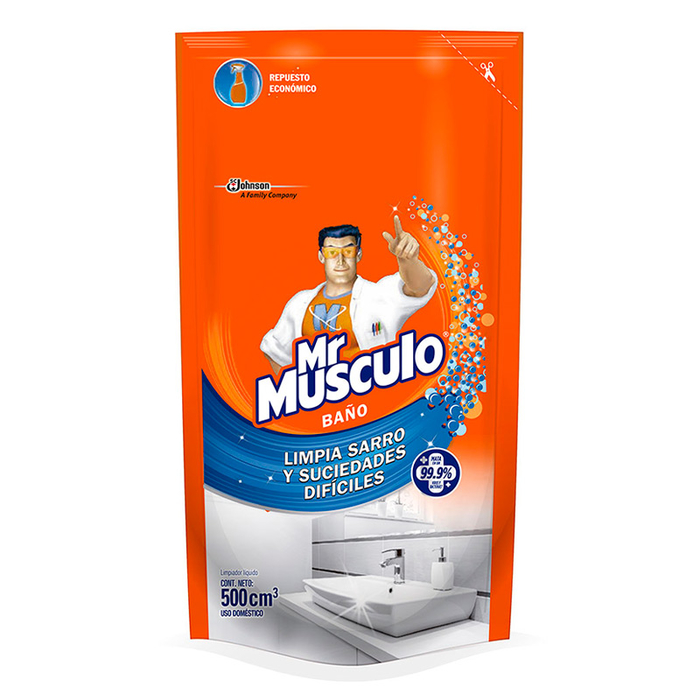 REPUESTO
ECONÓMICO
SC Johnson
A Family Company
Mr
MUSCULO®
BAÑO
LIMPIA SARRO
Y SUCIEDADES
DIFÍCILES
MATA
99.9%
Limpiador líquido
CONT. NETO:
500cm³
USO DOMÉSTICO